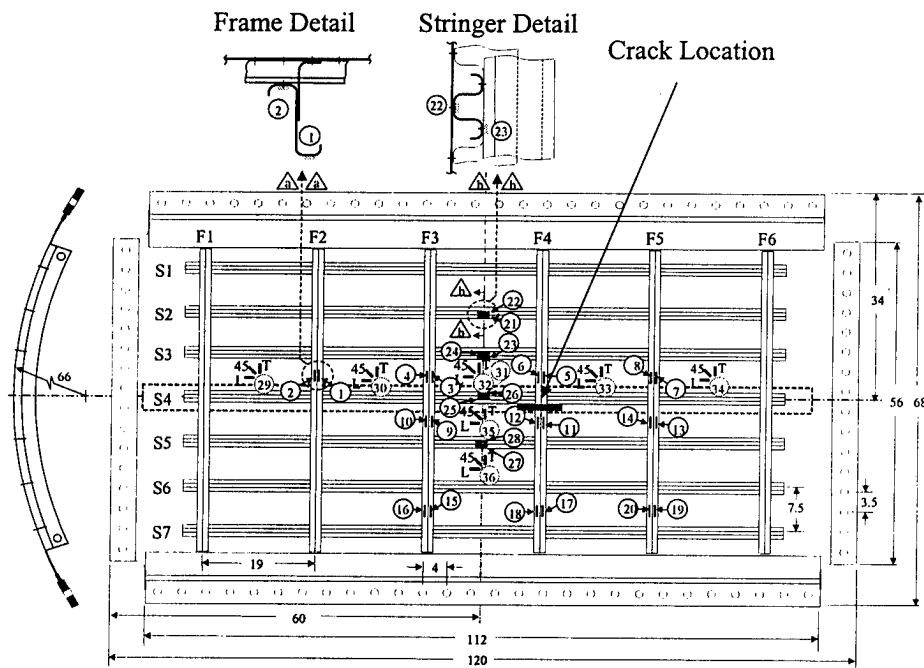 Frame Detail
Stringer Detail
Crack Location
2
1
22
23
a a
h h
F1 F2 F3 F4 F5 F6
S1
S2
S3
S4
S5
S6
S7
h
h
22
21
24 23
45 T
L
29
2 1
45 T
L
30
4 3
45 T
L
31
32
6 5
45 T
L
33
8 7
45 T
L
34
25 26
10 9
45 T
L
35
28
12 11
14 13
27
45 T
L
36
16 15
18 17
20 19
66
34
56
68
3.5
7.5
19
4
60
112
120